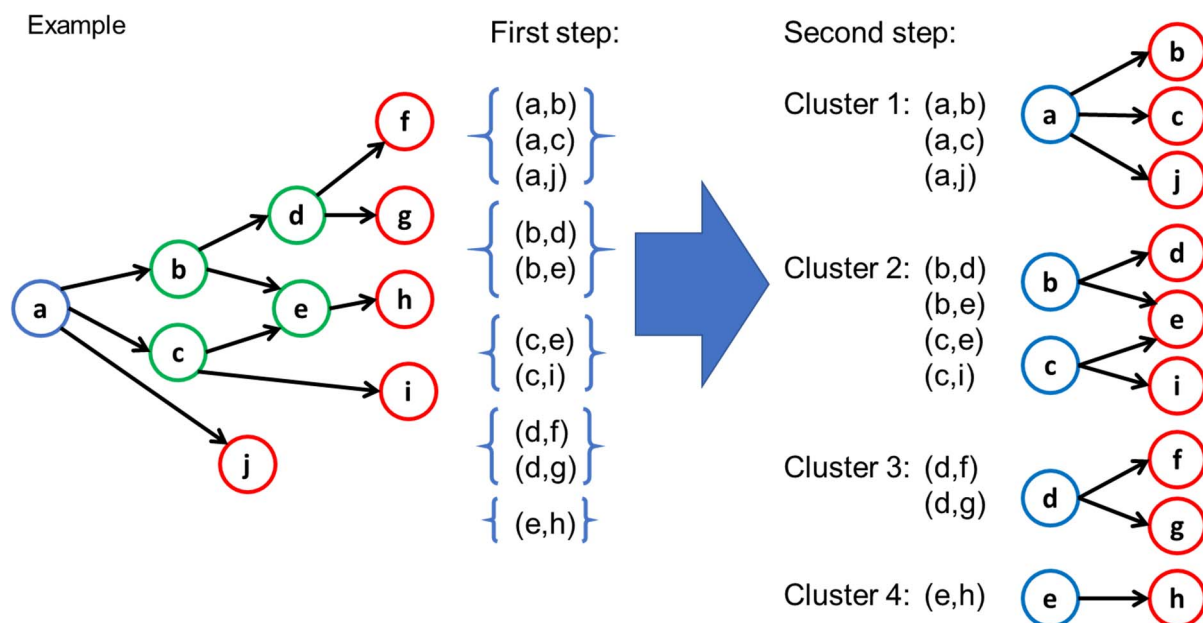 Example
a
b
c
d
e
f
g
h
i
j
First step:
(a,b)
(a,c)
(a,j)
(b,d)
(b,e)
(c,e)
(c,i)
(d,f)
(d,g)
(e,h)
Second step:
Cluster 1: (a,b)
(a,c)
(a,j)
a
b
c
j
Cluster 2: (b,d)
(b,e)
(c,e)
(c,i)
b
c
d
e
i
Cluster 3: (d,f)
(d,g)
d
f
g
Cluster 4: (e,h)
e
h